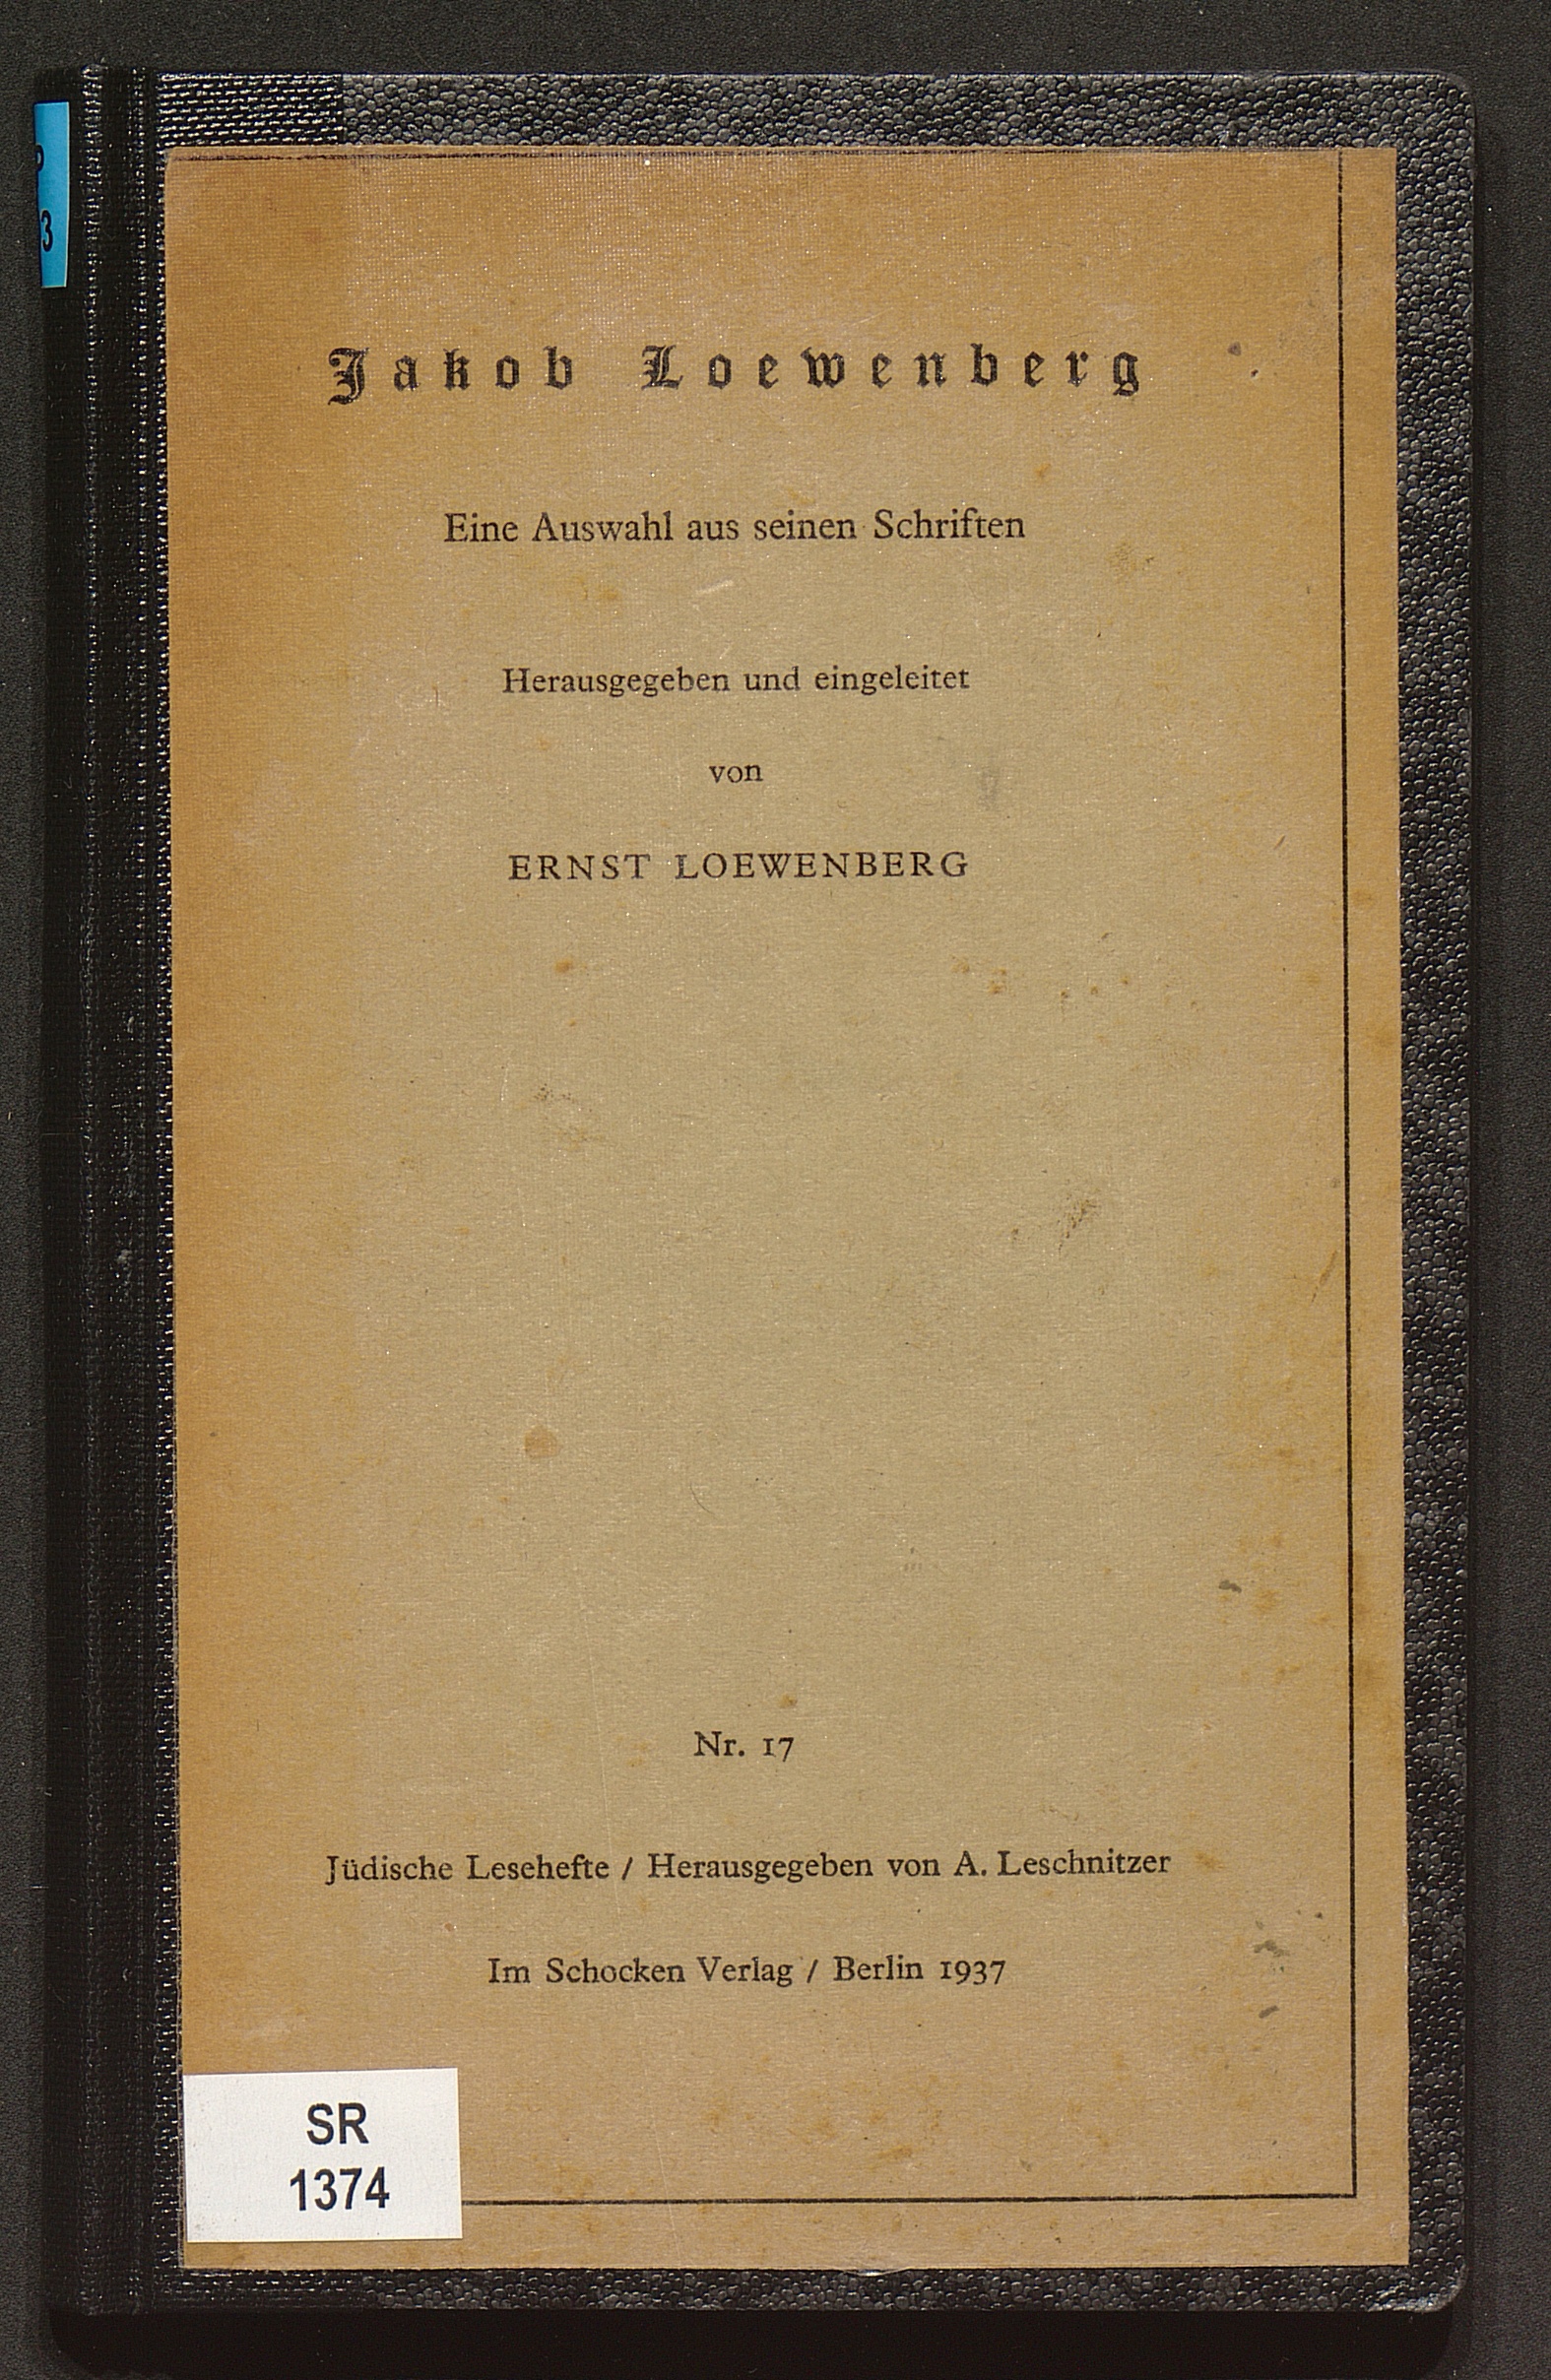 Jakob Loewenberg
Eine Auswahl aus seinen Schriften
Herausgegeben und eingeleitet
von
ERNST LOEWENBERG
Nr. 17
Jüdische Lesehefte / Herausgegeben von A. Leschnitzer
Im Schocken Verlag / Berlin 1937
SR
1374
3